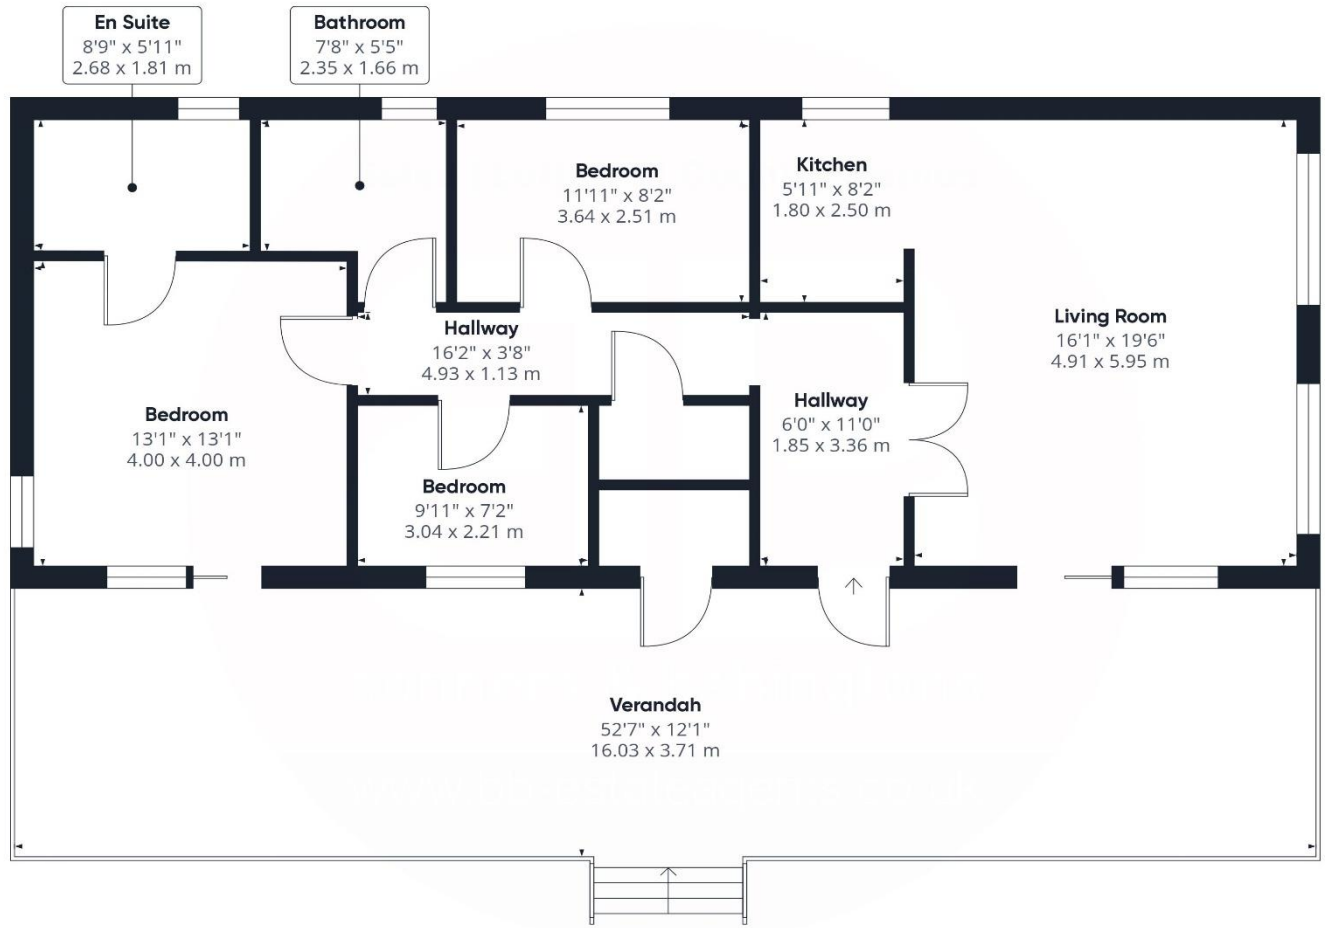 En Suite
8'9" x 5'11"
2.68 x 1.81 m
Bathroom
7'8" x 5'5"
2.35 x 1.66 m
Bedroom
11'11" x 8'2"
3.64 x 2.51 m
Kitchen
5'11" x 8'2"
1.80 x 2.50 m
Living Room
16'1" x 19'6"
4.91 x 5.95 m
Hallway
16'2" x 3'8"
4.93 x 1.13 m
Hallway
6'0" x 11'0"
1.85 x 3.36 m
Bedroom
13'1" x 13'1"
4.00 x 4.00 m
Bedroom
9'11" x 7'2"
3.04 x 2.21 m
Verandah
52'7" x 12'1"
16.03 x 3.71 m